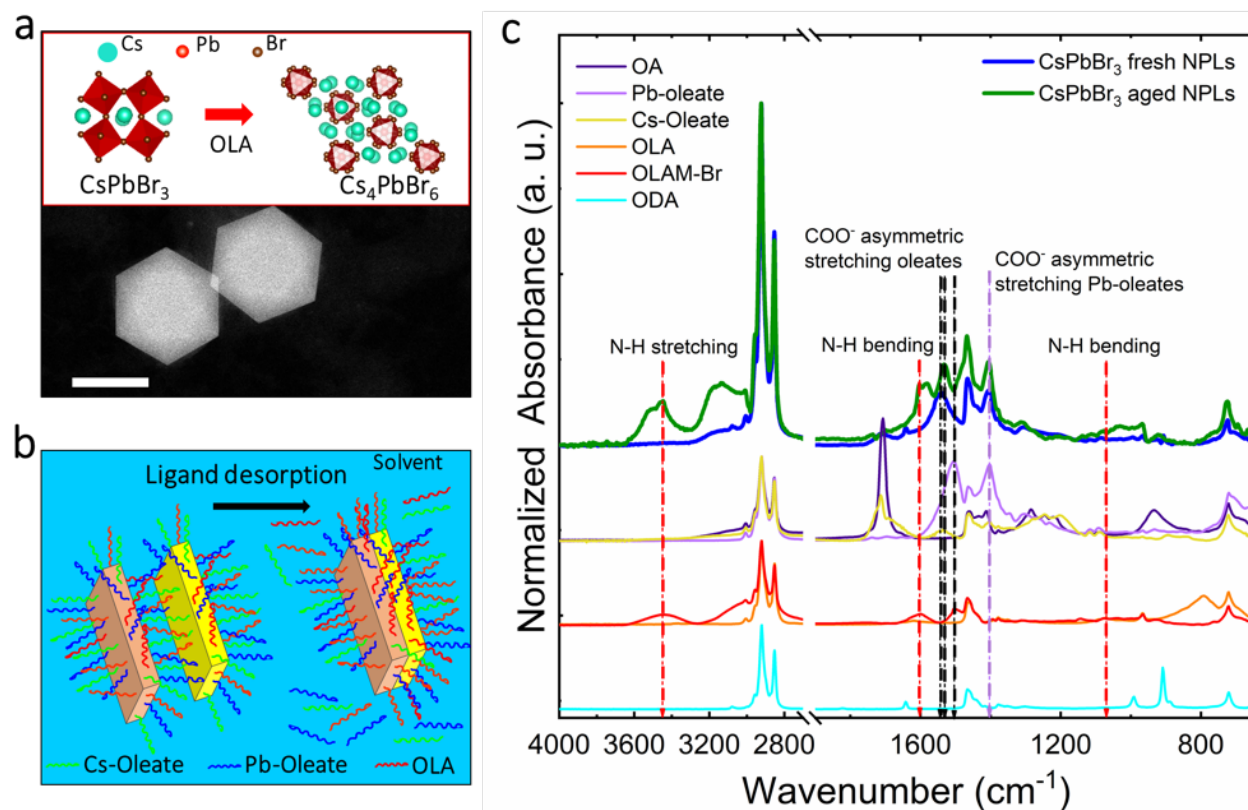 a
Cs Pb Br
OLA
CsPbBr₃
Cs₄PbBr₆
b
Ligand desorption
Solvent
Cs-Oleate Pb-Oleate OLA
c
OA
Pb-oleate
Cs-Oleate
OLA
OLAM-Br
ODA
CsPbBr₃ fresh NPLs
CsPbBr₃ aged NPLs
COO⁻ asymmetric
stretching oleates
COO⁻ asymmetric
stretching Pb-oleates
N-H stretching
N-H bending
N-H bending
Normalized Absorbance (a. u.)
4000 3600 3200 2800 1600 1200 800
Wavenumber (cm⁻¹)